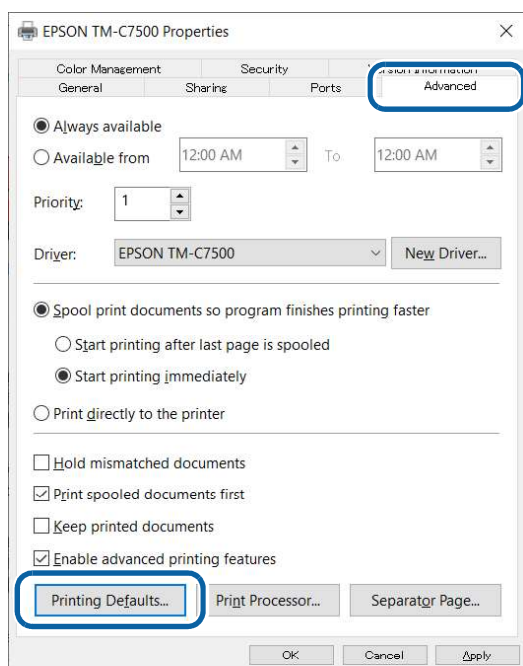 EPSON TM-C7500 Properties
Color Management Security Version Information
General Sharing Ports Advanced
Always available
Available from 12:00 AM To 12:00 AM
Priority: 1
Driver: EPSON TM-C7500 New Driver...
Spool print documents so program finishes printing faster
Start printing after last page is spooled
Start printing immediately
Print directly to the printer
Hold mismatched documents
Print spooled documents first
Keep printed documents
Enable advanced printing features
Printing Defaults... Print Processor... Separator Page...
OK Cancel Apply